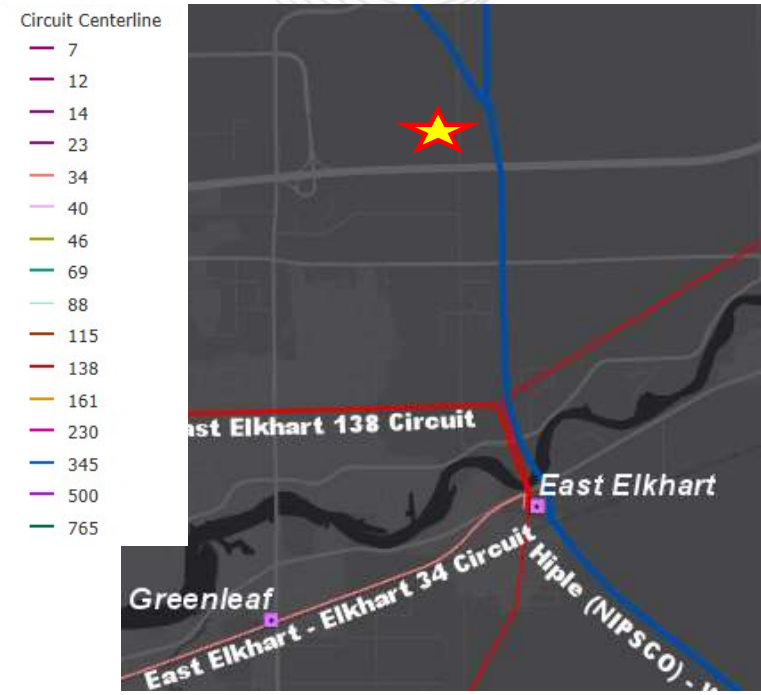 Circuit Centerline
7
12
14
23
34
40
46
69
88
115
138
161
230
345
500
765
ast Elkhart 138 Circuit
East Elkhart
Greenleaf
East Elkhart - Elkhart 34 Circuit
Hiple (NIPSCO) -